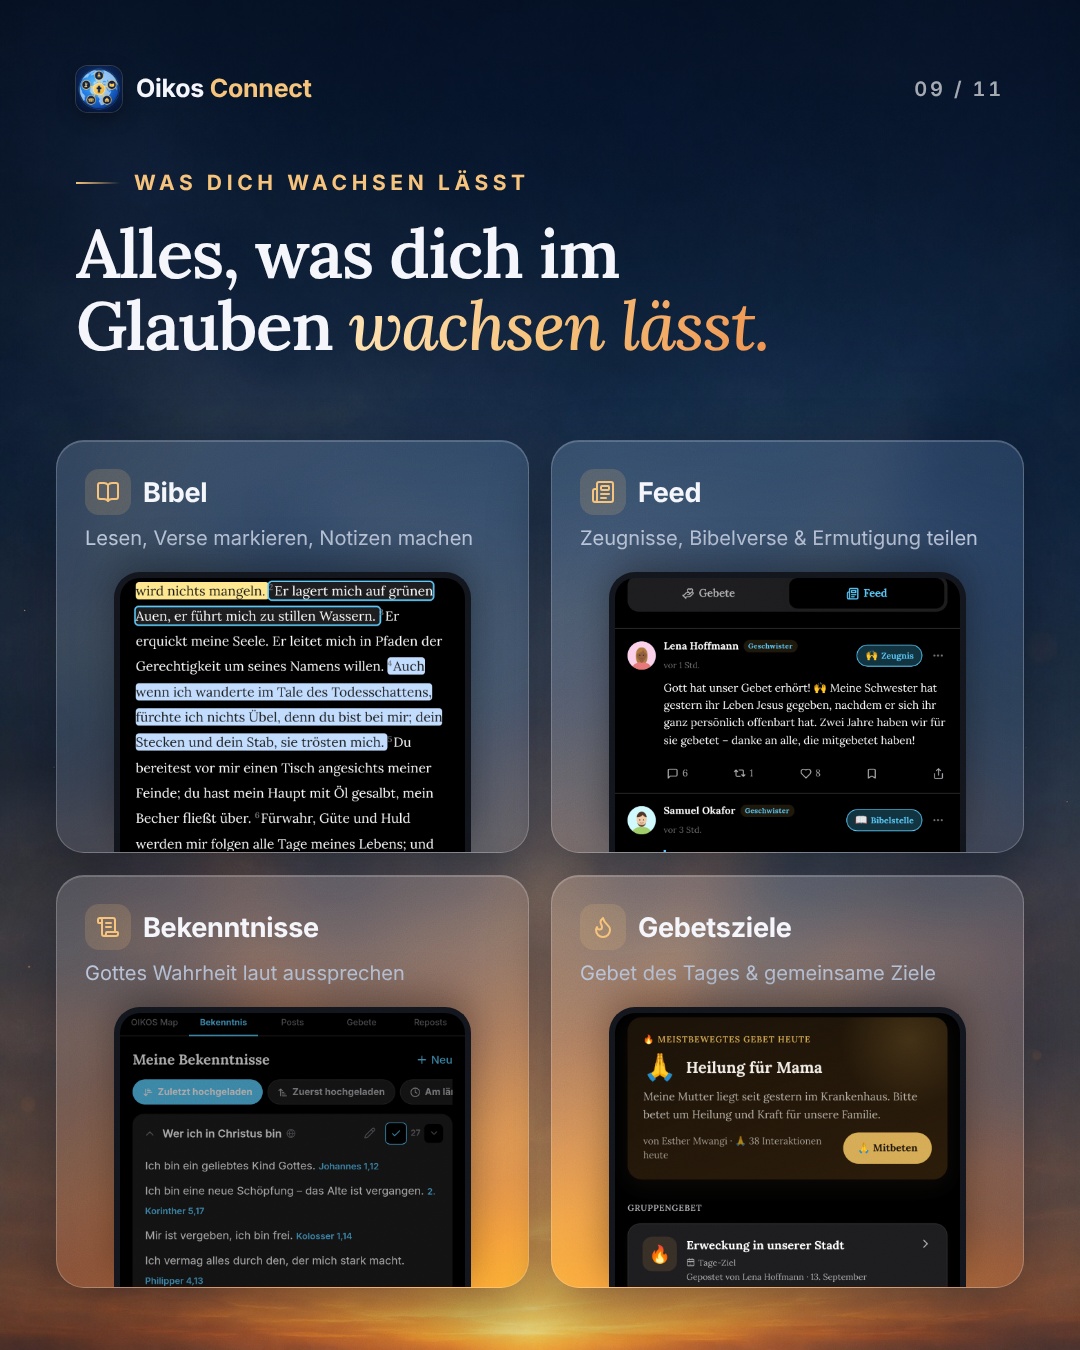 Oikos Connect
09 / 11
WAS DICH WACHSEN LÄSST
Alles, was dich im
Glauben wachsen lässt.
Bibel
Lesen, Verse markieren, Notizen machen
wird nichts mangeln. Er lagert mich auf grünen
Auen, er führt mich zu stillen Wassern. Er
erquickt meine Seele. Er leitet mich in Pfaden der
Gerechtigkeit um seines Namens willen. 4 Auch
wenn ich wanderte im Tale des Todesschattens,
fürchte ich nichts Übel, denn du bist bei mir; dein
Stecken und dein Stab, sie trösten mich. Du
bereitest vor mir einen Tisch angesichts meiner
Feinde; du hast mein Haupt mit Öl gesalbt, mein
Becher fließt über. 6 Fürwahr, Güte und Huld
werden mir folgen alle Tage meines Lebens; und
Feed
Zeugnisse, Bibelverse & Ermutigung teilen
Gebete
Feed
Lena Hoffmann Geschwister
vor 1 Std.
🙌 Zeugnis
Gott hat unser Gebet erhört! 🙌 Meine Schwester hat
gestern ihr Leben Jesus gegeben, nachdem er sich ihr
ganz persönlich offenbart hat. Zwei Jahre haben wir für
sie gebetet – danke an alle, die mitgebetet haben!
6 1 8
Samuel Okafor Geschwister
vor 3 Std.
📖 Bibelstelle
Bekenntnisse
Gottes Wahrheit laut aussprechen
OIKOS Map Bekenntnis Posts Gebete Reposts
Meine Bekenntnisse + Neu
Zuletzt hochgeladen Zuerst hochgeladen Am lä
Wer ich in Christus bin 27
Ich bin ein geliebtes Kind Gottes. Johannes 1,12
Ich bin eine neue Schöpfung – das Alte ist vergangen. 2.
Korinther 5,17
Mir ist vergeben, ich bin frei. Kolosser 1,14
Ich vermag alles durch den, der mich stark macht.
Philipper 4,13
Gebetsziele
Gebet des Tages & gemeinsame Ziele
🔥 MEISTBEWEGTES GEBET HEUTE
🙏 Heilung für Mama
Meine Mutter liegt seit gestern im Krankenhaus. Bitte
betet um Heilung und Kraft für unsere Familie.
von Esther Mwangi · 🙏 38 Interaktionen
heute
🙏 Mitbeten
GRUPPENGEBET
Erweckung in unserer Stadt
Tage-Ziel
Gepostet von Lena Hoffmann · 13. September